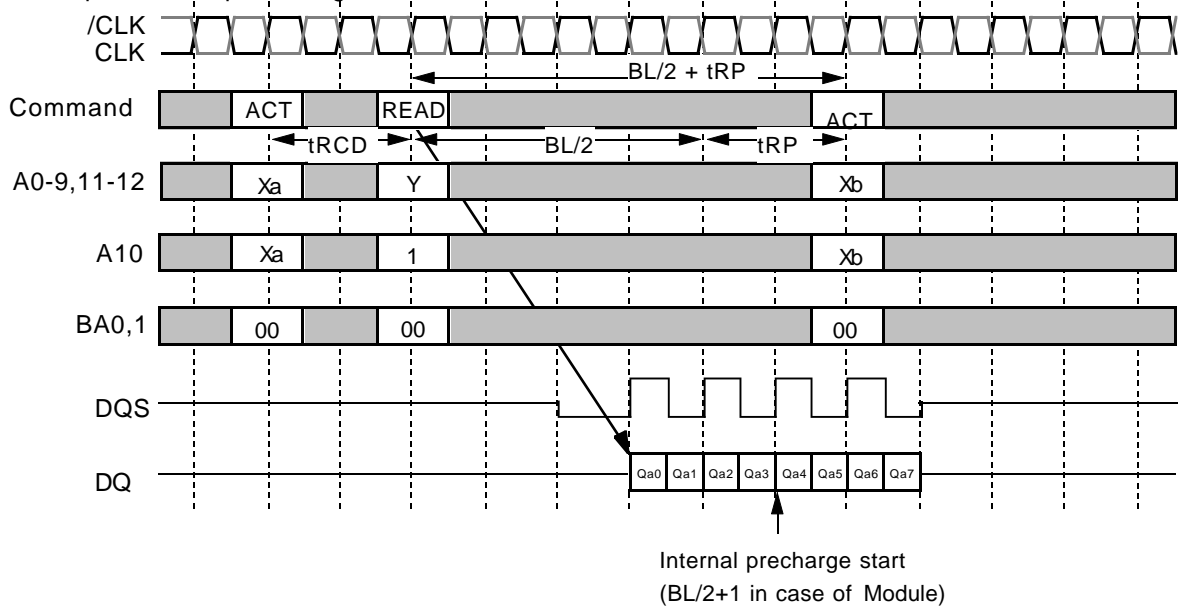 /CLK
CLK
BL/2 + tRP
Command
ACT
READ
ACT
tRCD
BL/2
tRP
A0-9,11-12
Xa
Y
Xb
A10
Xa
1
Xb
BA0,1
00
00
00
DQS
DQ
Qa0
Qa1
Qa2
Qa3
Qa4
Qa5
Qa6
Qa7
Internal precharge start
(BL/2+1 in case of Module)